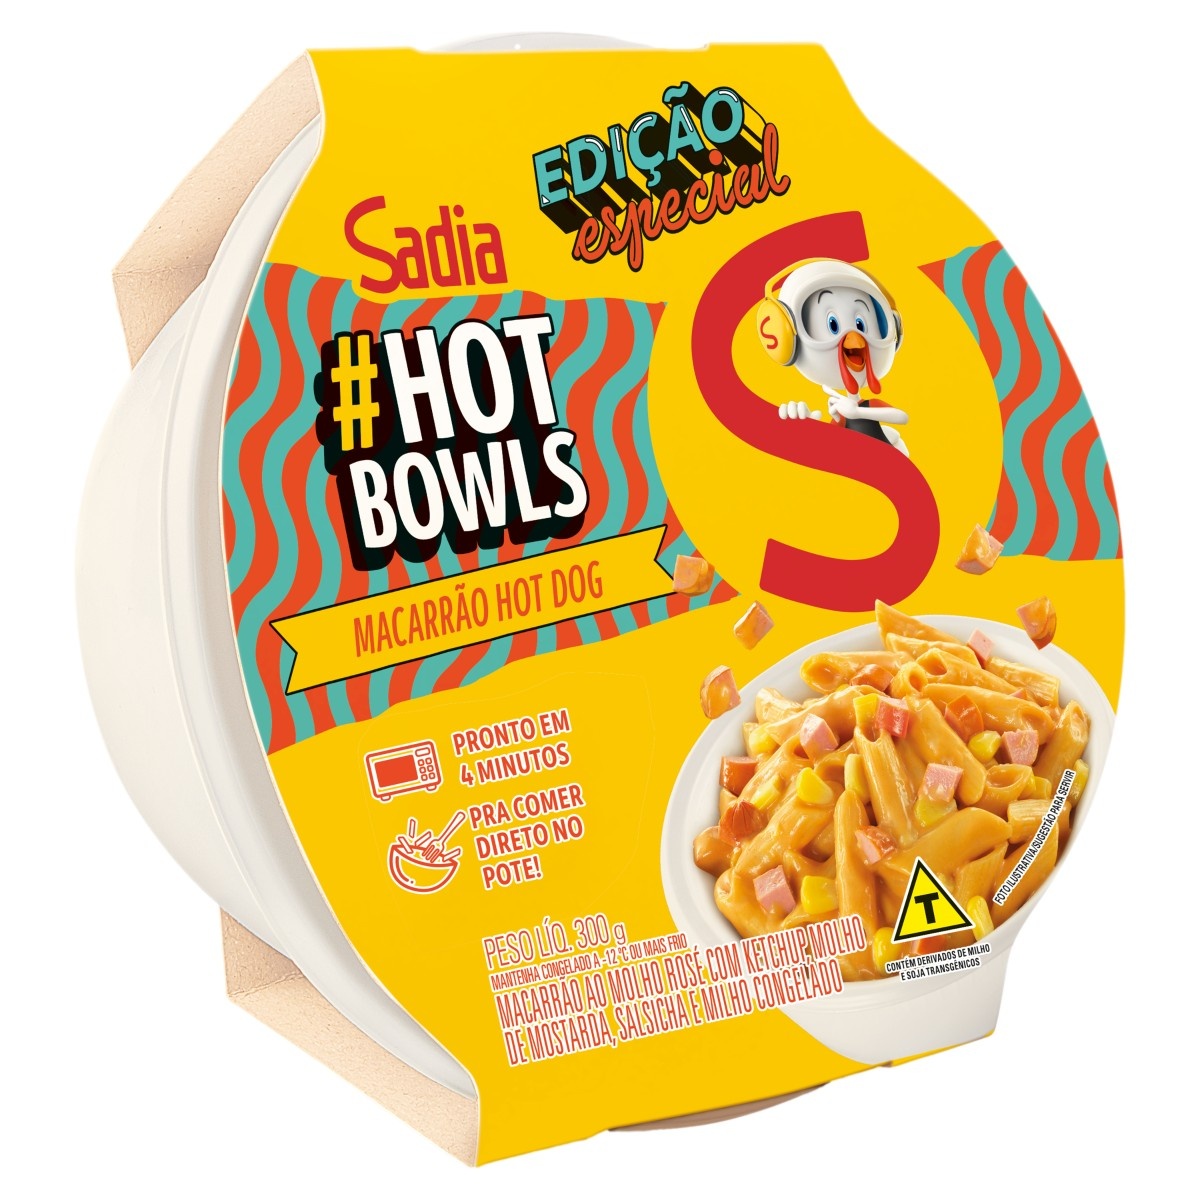 EDIÇÃO
especial
Sadia
S
S
#HOT
BOWLS
MACARRÃO HOT DOG
PRONTO EM
4 MINUTOS
PRA COMER
DIRETO NO
POTE!
PESO LÍQ. 300 g
MANTENHA CONGELADO A -12 °C OU MAIS FRIO
MACARRÃO AO MOLHO ROSÉ COM KETCHUP, MOLHO
DE MOSTARDA, SALSICHA E MILHO CONGELADO
T
CONTÉM DERIVADOS DE MILHO
E SOJA TRANSGÊNICOS
FOTO ILUSTRATIVA/SUGESTÃO PARA SERVIR